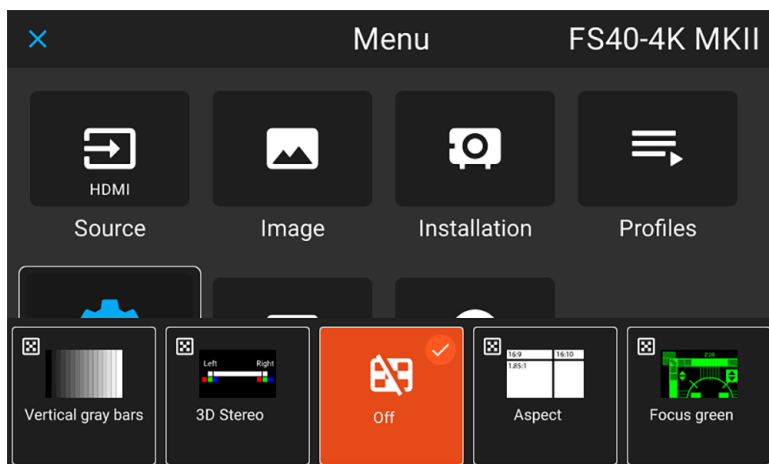 Menu
FS40-4K MKII
HDMI
Source
Image
Installation
Profiles
Left Right
16:9 16:10
1.85:1
Vertical gray bars
3D Stereo
Off
Aspect
Focus green